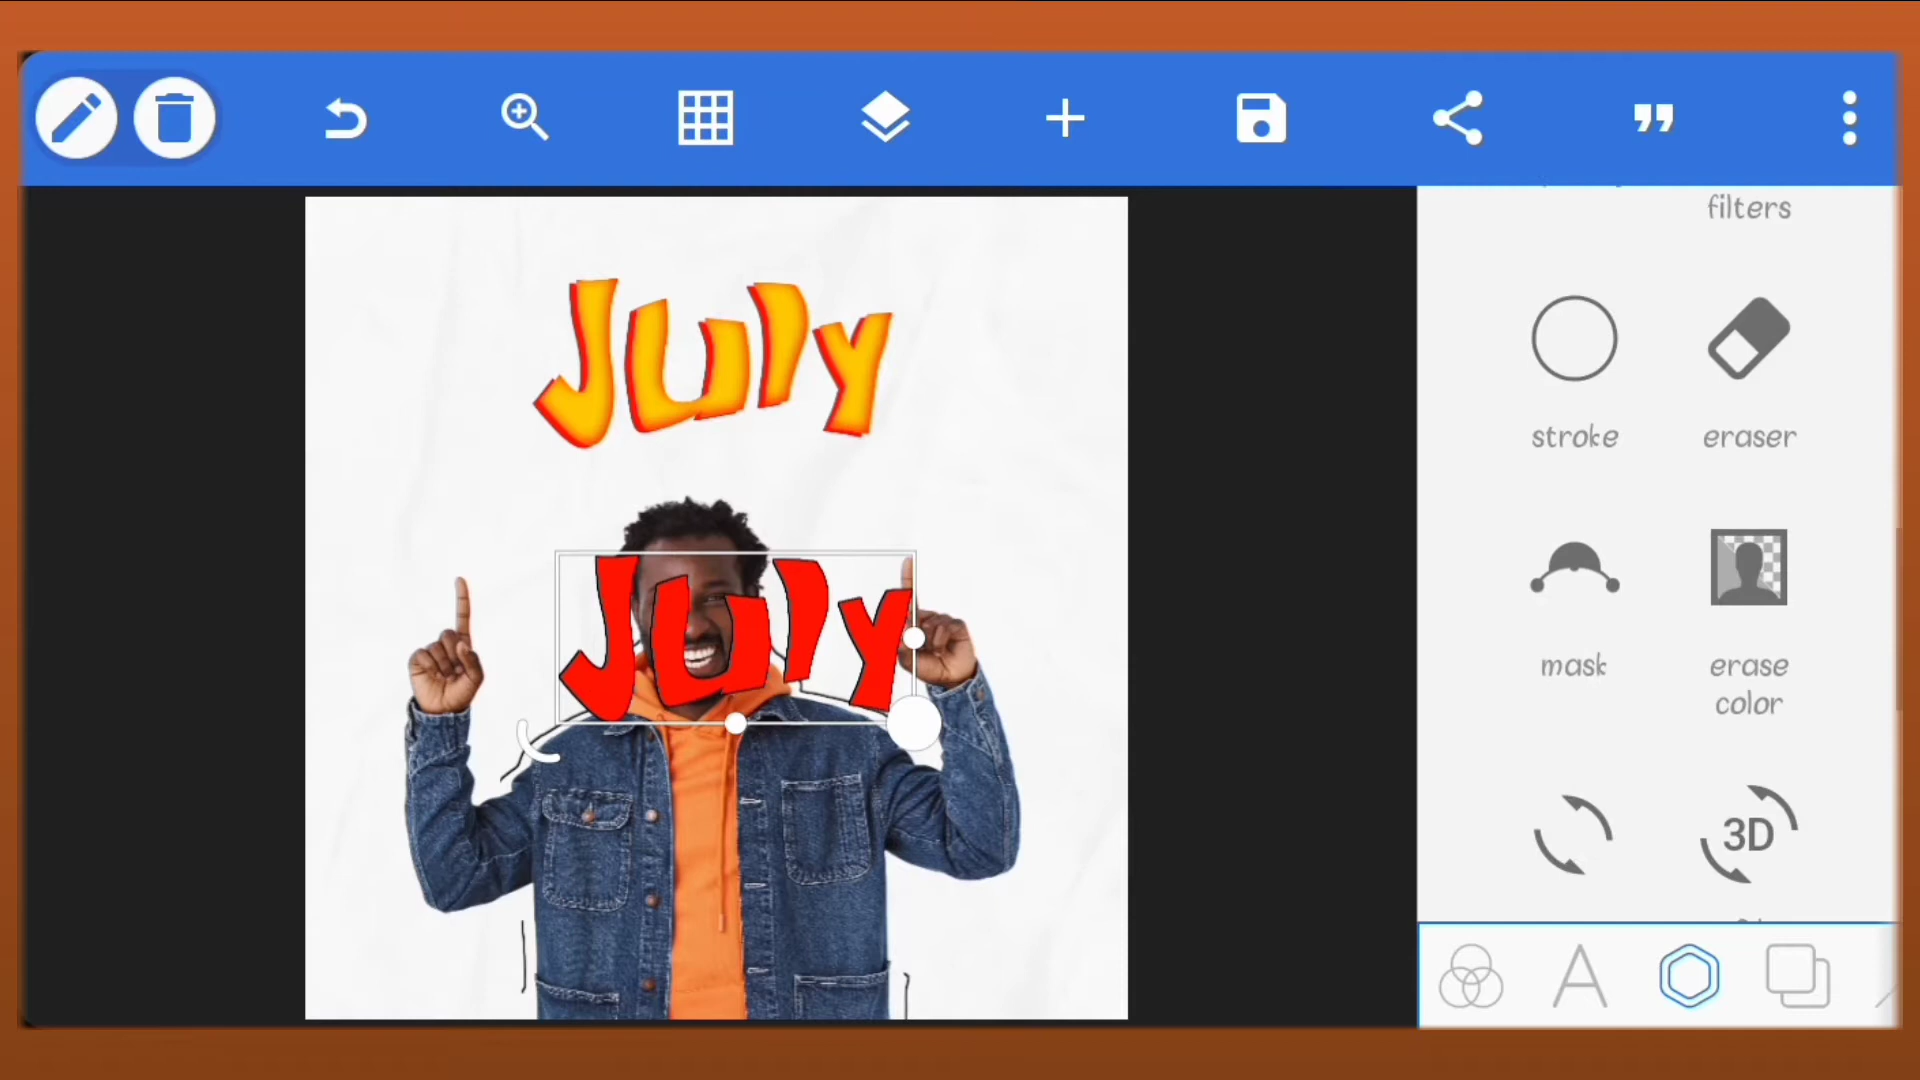 filters
July
stroke
eraser
July
mask
erase
color
3D